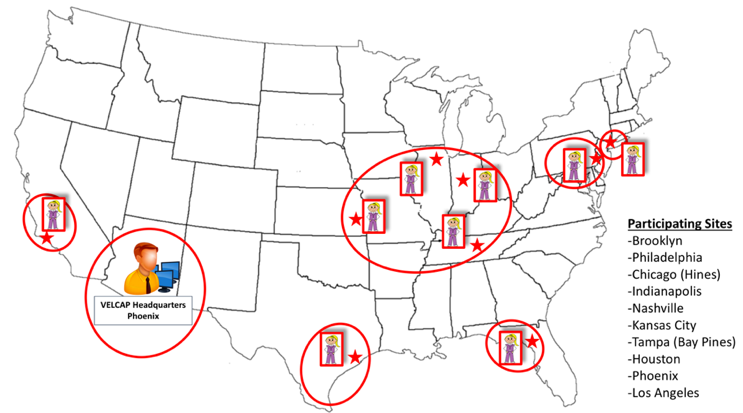 VELCAP Headquarters
Phoenix
Participating Sites
-Brooklyn
-Philadelphia
-Chicago (Hines)
-Indianapolis
-Nashville
-Kansas City
-Tampa (Bay Pines)
-Houston
-Phoenix
-Los Angeles